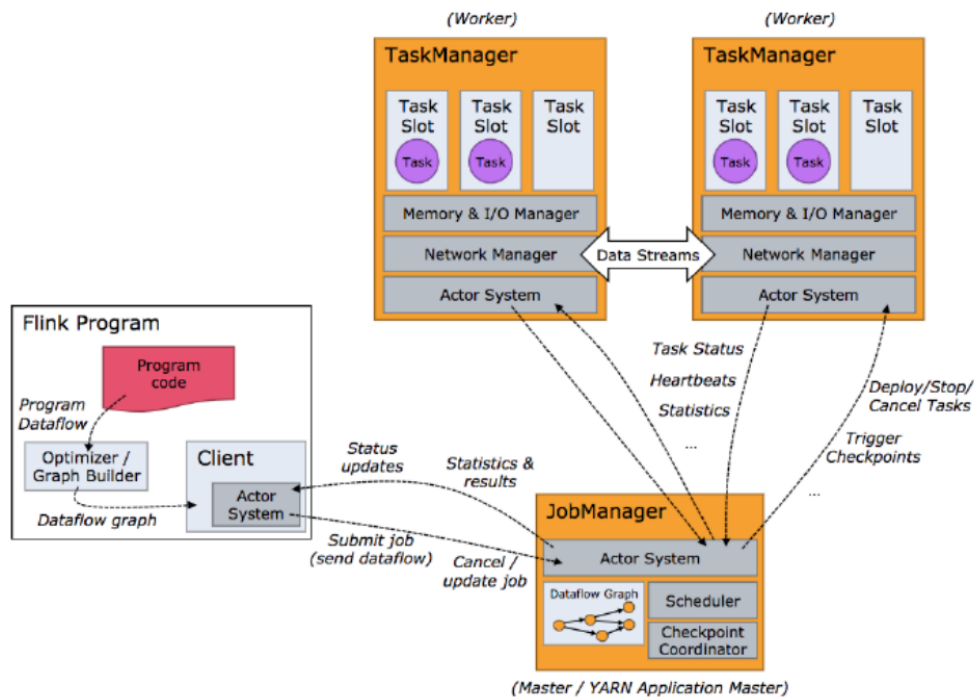 (Worker)
TaskManager
Task
Slot
Task
Task
Slot
Task
Task
Slot
Memory & I/O Manager
Network Manager
Actor System
(Worker)
TaskManager
Task
Slot
Task
Task
Slot
Task
Task
Slot
Memory & I/O Manager
Network Manager
Actor System
Data Streams
Flink Program
Program
code
Program
Dataflow
Optimizer /
Graph Builder
Dataflow graph
Client
Actor
System
Status
updates
Statistics &
results
Submit job
(send dataflow)
Cancel /
update job
Task Status
Heartbeats
Statistics
...
Deploy/Stop/
Cancel Tasks
Trigger
Checkpoints
...
JobManager
Actor System
Dataflow Graph
Scheduler
Checkpoint
Coordinator
(Master / YARN Application Master)